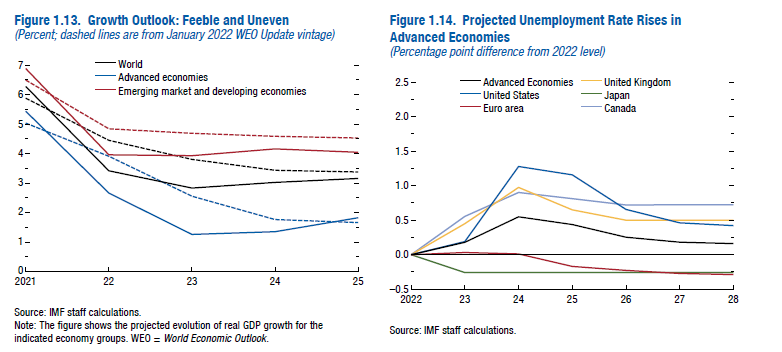 Figure 1.13. Growth Outlook: Feeble and Uneven
(Percent; dashed lines are from January 2022 WEO Update vintage)
World
Advanced economies
Emerging market and developing economies
7
6
5
4
3
2
1
0
2021 22 23 24 25
Source: IMF staff calculations.
Note: The figure shows the projected evolution of real GDP growth for the
indicated economy groups. WEO = World Economic Outlook.
Figure 1.14. Projected Unemployment Rate Rises in
Advanced Economies
(Percentage point difference from 2022 level)
Advanced Economies
United States
Euro area
United Kingdom
Japan
Canada
2.5
2.0
1.5
1.0
0.5
0.0
–0.5
2022 23 24 25 26 27 28
Source: IMF staff calculations.